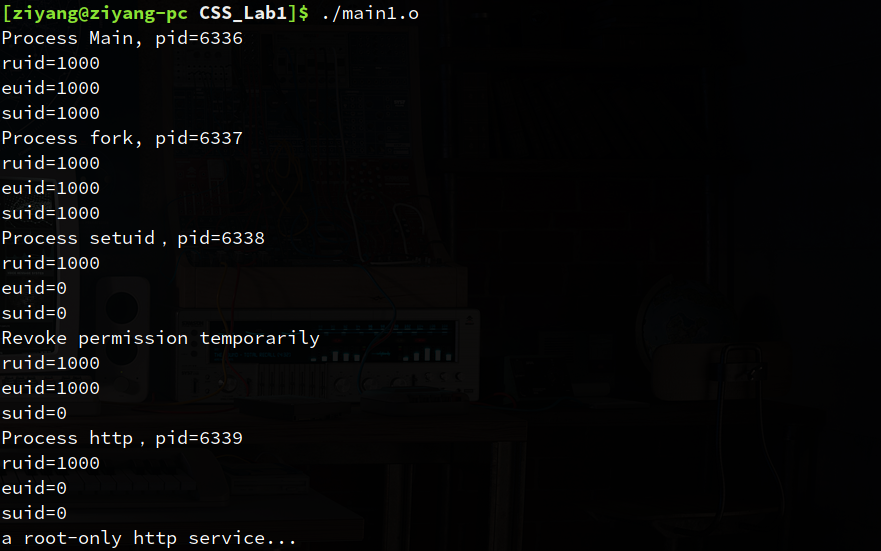 [ziyang@ziyang-pc CSS_Lab1]$ ./main1.o
Process Main, pid=6336
ruid=1000
euid=1000
suid=1000
Process fork, pid=6337
ruid=1000
euid=1000
suid=1000
Process setuid，pid=6338
ruid=1000
euid=0
suid=0
Revoke permission temporarily
ruid=1000
euid=1000
suid=0
Process http，pid=6339
ruid=1000
euid=0
suid=0
a root-only http service...